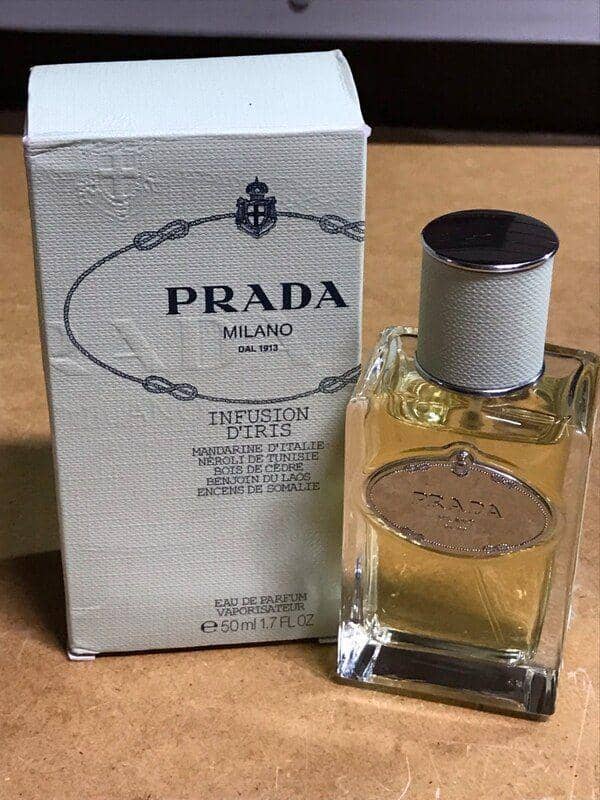 PRADA
MILANO
DAL 1913
INFUSION
D'IRIS
MANDARINE D'ITALIE
NÉROLI DE TUNISIE
BOIS DE CÈDRE
BENJOIN DU LAOS
ENCENS DE SOMALIE
EAU DE PARFUM
VAPORISATEUR
℮ 50 ml 1.7 FL OZ
PRADA